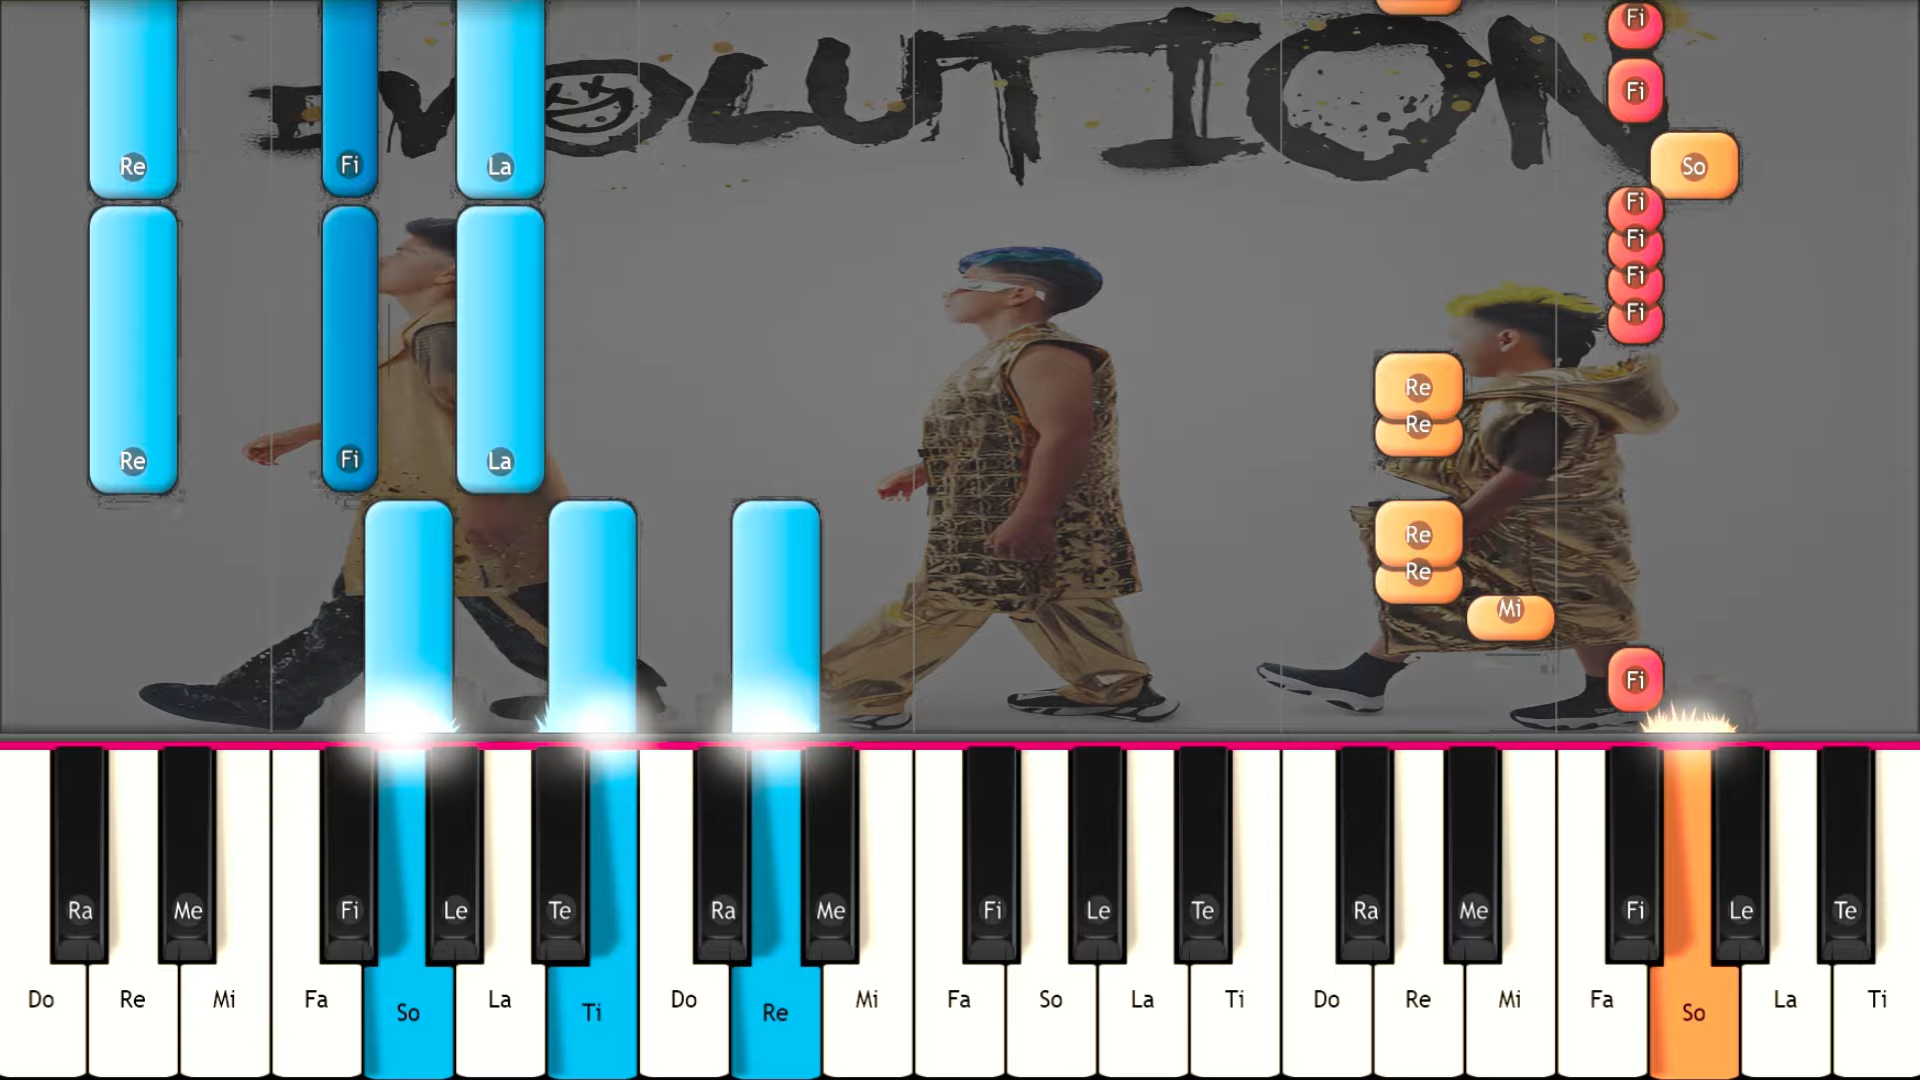 EVOLUTION
Fi
Re Fi La Fi
So
Fi
Fi
Fi
Fi
Re
Re
Re Fi La
Re
Re
Mi
Fi
Ra Me Fi Le Te Ra Me Fi Le Te Ra Me Fi Le Te
Do Re Mi Fa So La Ti Do Re Mi Fa So La Ti Do Re Mi Fa So La Ti